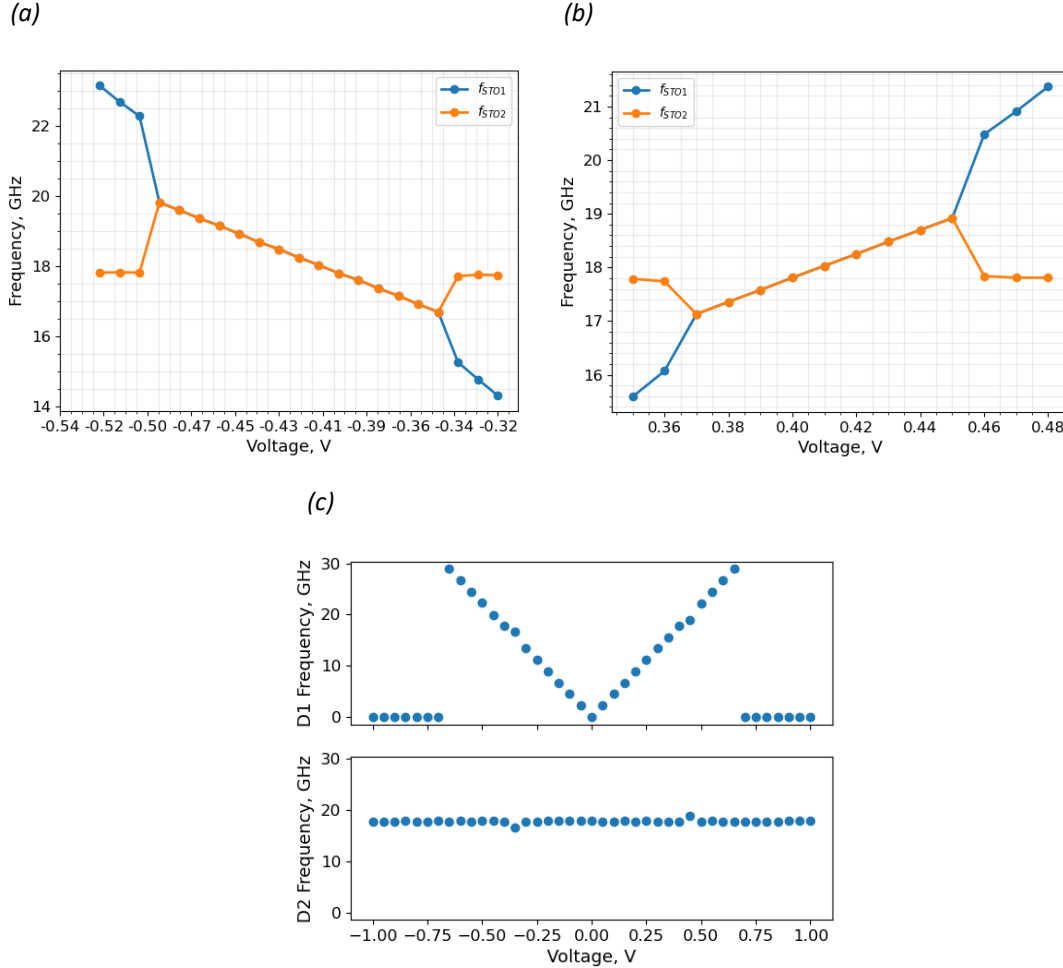 (a)
(b)
f_STO1
f_STO2
22
20
18
16
14
Frequency, GHz
-0.54 -0.52 -0.50 -0.47 -0.45 -0.43 -0.41 -0.39 -0.36 -0.34 -0.32
Voltage, V
f_STO1
f_STO2
21
20
19
18
17
16
Frequency, GHz
0.36 0.38 0.40 0.42 0.44 0.46 0.48
Voltage, V
(c)
30
20
10
0
D1 Frequency, GHz
30
20
10
0
D2 Frequency, GHz
−1.00 −0.75 −0.50 −0.25 0.00 0.25 0.50 0.75 1.00
Voltage, V